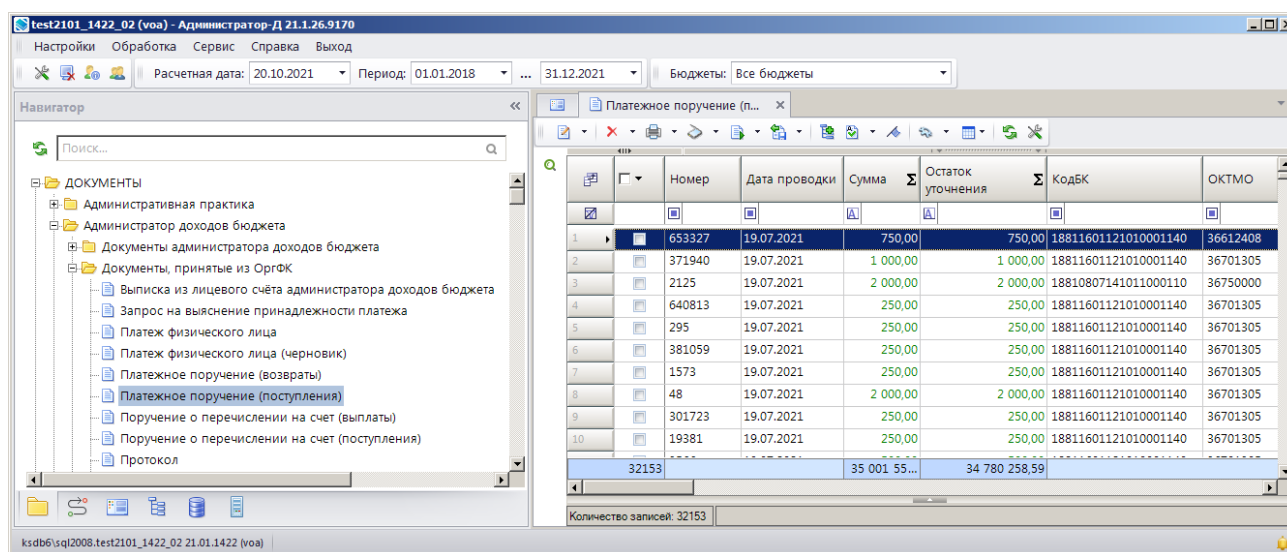 test2101_1422_02 (voa) - Администратор-Д 21.1.26.9170
Настройки Обработка Сервис Справка Выход
Расчетная дата: 20.10.2021 Период: 01.01.2018 ... 31.12.2021 Бюджеты: Все бюджеты
Навигатор
Поиск...
ДОКУМЕНТЫ
Административная практика
Администратор доходов бюджета
Документы администратора доходов бюджета
Документы, принятые из ОргФК
Выписка из лицевого счёта администратора доходов бюджета
Запрос на выяснение принадлежности платежа
Платеж физического лица
Платеж физического лица (черновик)
Платежное поручение (возвраты)
Платежное поручение (поступления)
Поручение о перечислении на счет (выплаты)
Поручение о перечислении на счет (поступления)
Протокол
Платежное поручение (п...
Номер Дата проводки Сумма Σ Остаток уточнения Σ КодБК ОКТМО
1 653327 19.07.2021 750,00 750,00 18811601121010001140 36612408
2 371940 19.07.2021 1 000,00 1 000,00 18811601121010001140 36701305
3 2125 19.07.2021 2 000,00 2 000,00 18810807141011000110 36750000
4 640813 19.07.2021 250,00 250,00 18811601121010001140 36701305
5 295 19.07.2021 250,00 250,00 18811601121010001140 36701305
6 381059 19.07.2021 250,00 250,00 18811601121010001140 36701305
7 1573 19.07.2021 250,00 250,00 18811601121010001140 36701305
8 48 19.07.2021 2 000,00 2 000,00 18811601121010001140 36701305
9 301723 19.07.2021 250,00 250,00 18811601121010001140 36701305
10 19381 19.07.2021 250,00 250,00 18811601121010001140 36701305
32153 35 001 55... 34 780 258,59
Количество записей: 32153
ksdb6\sql2008.test2101_1422_02 21.01.1422 (voa)